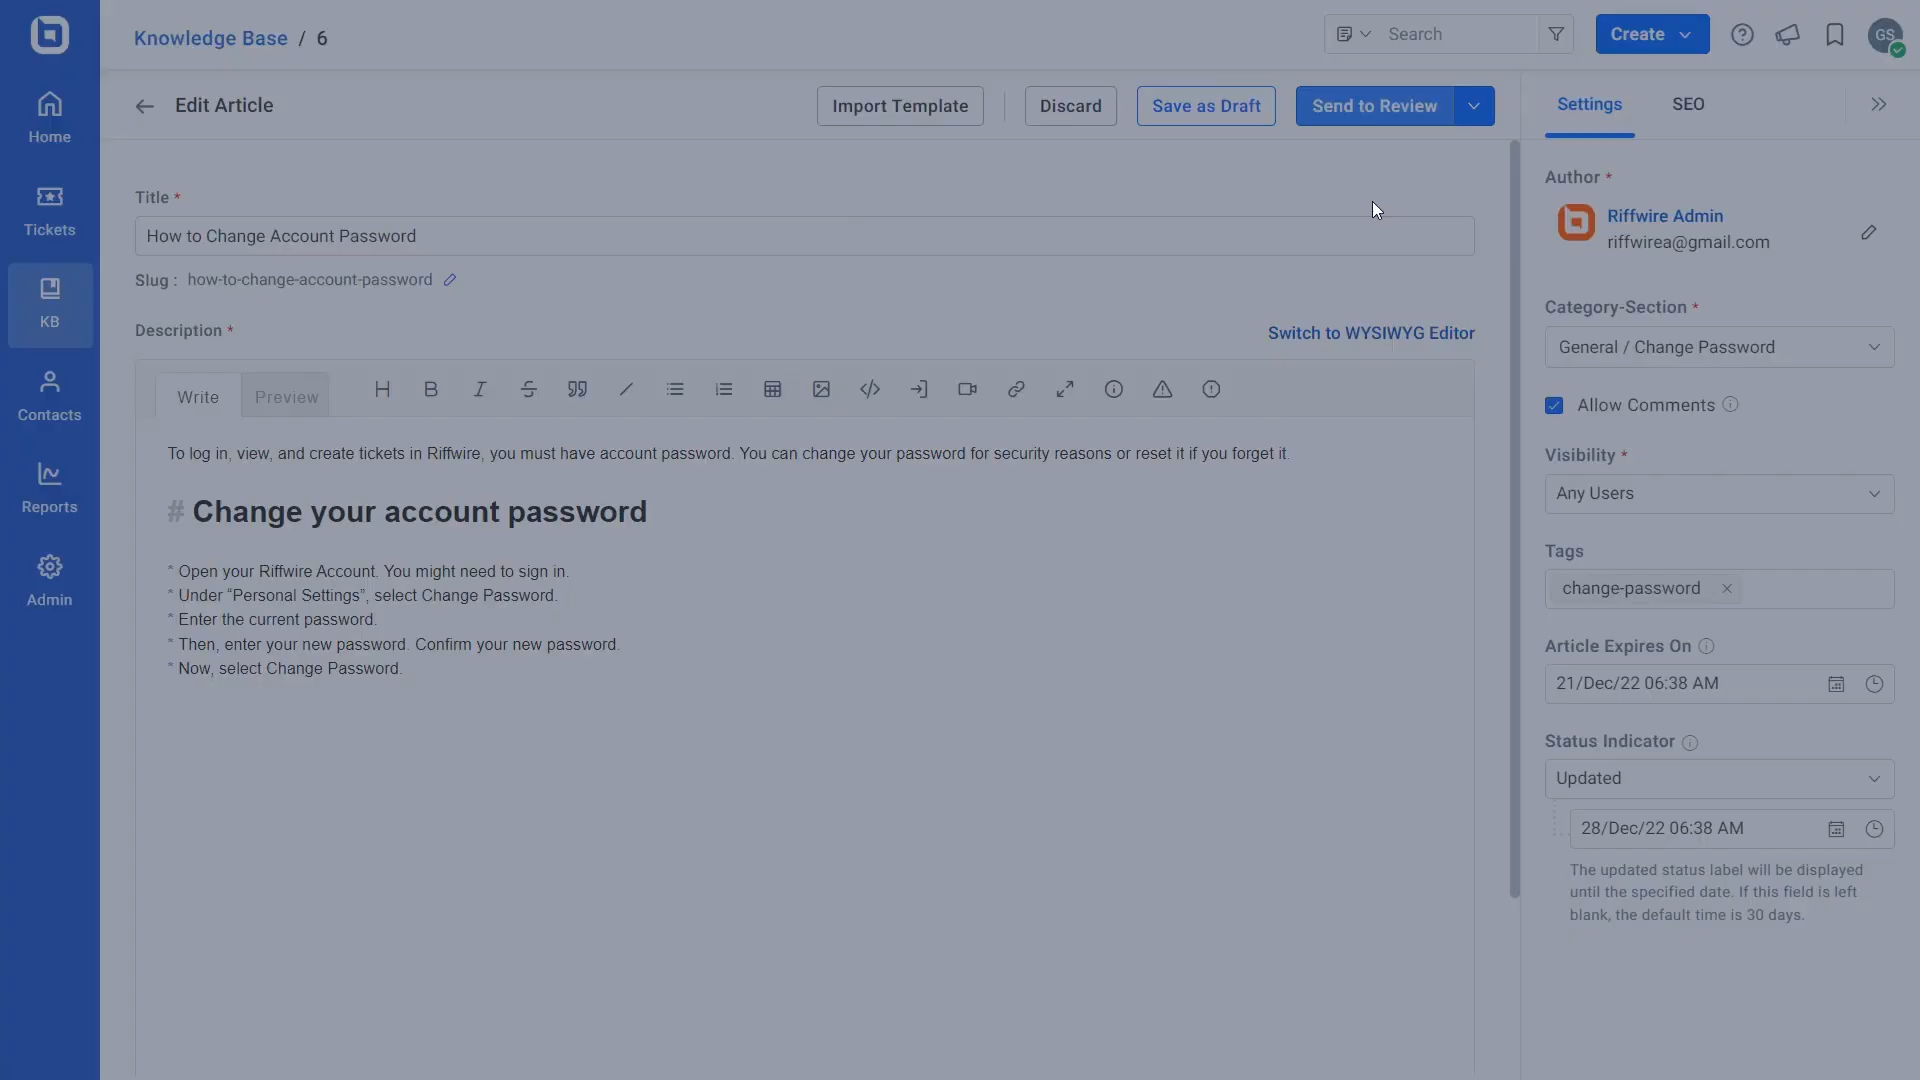 Knowledge Base / 6
Search
Create
GS
Home
Tickets
KB
Contacts
Reports
Admin
Edit Article
Import Template
Discard
Save as Draft
Send to Review
Title *
How to Change Account Password
Slug : how-to-change-account-password
Description *
Switch to WYSIWYG Editor
Write
Preview
To log in, view, and create tickets in Riffwire, you must have account password. You can change your password for security reasons or reset it if you forget it.
# Change your account password
* Open your Riffwire Account. You might need to sign in.
* Under “Personal Settings”, select Change Password.
* Enter the current password.
* Then, enter your new password. Confirm your new password.
* Now, select Change Password.
Settings
SEO
Author *
Riffwire Admin
riffwirea@gmail.com
Category-Section *
General / Change Password
Allow Comments
Visibility *
Any Users
Tags
change-password ×
Article Expires On
21/Dec/22 06:38 AM
Status Indicator
Updated
28/Dec/22 06:38 AM
The updated status label will be displayed
until the specified date. If this field is left
blank, the default time is 30 days.